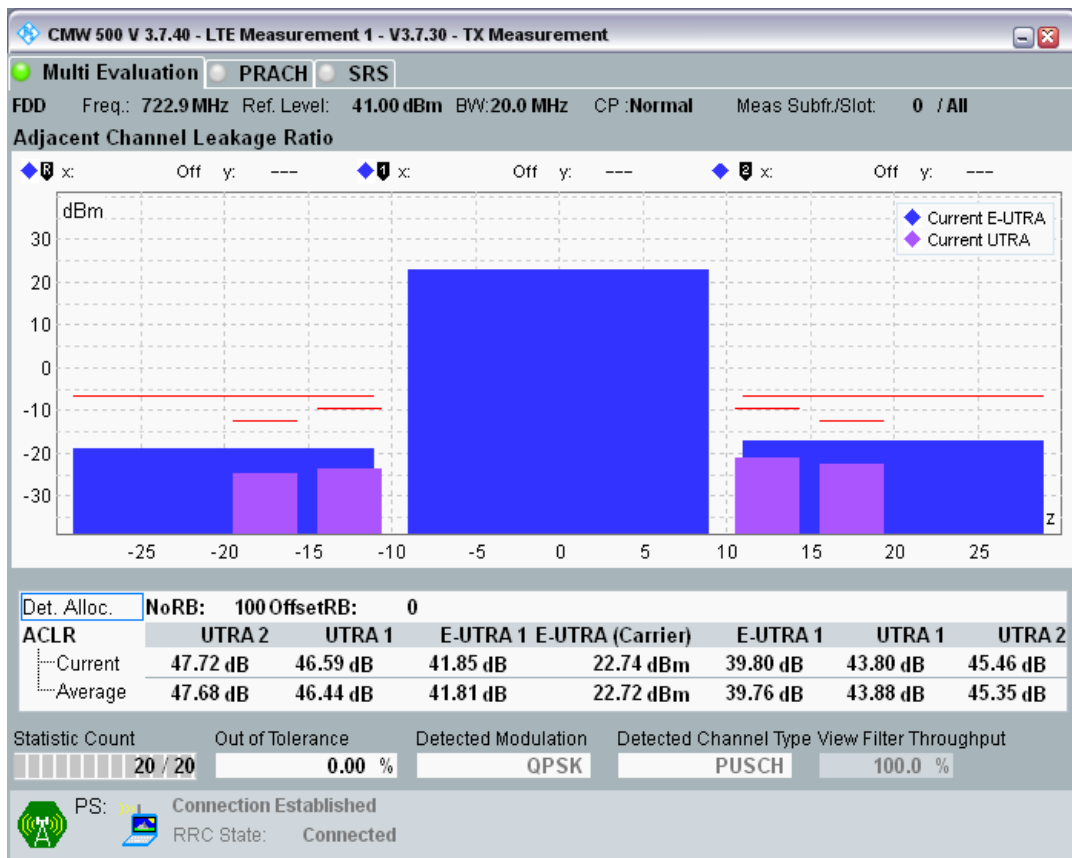 CMW 500 V 3.7.40 - LTE Measurement 1 - V3.7.30 - TX Measurement
Multi Evaluation PRACH SRS
FDD Freq.: 722.9 MHz Ref. Level: 41.00 dBm BW:20.0 MHz CP :Normal Meas Subfr./Slot: 0 / All
Adjacent Channel Leakage Ratio
R x: Off y: --- 1 x: Off y: --- 2 x: Off y: ---
dBm
Current E-UTRA
Current UTRA
30
20
10
0
-10
-20
-30
z
-25 -20 -15 -10 -5 0 5 10 15 20 25
Det. Alloc. NoRB: 100 OffsetRB: 0
ACLR UTRA 2 UTRA 1 E-UTRA 1 E-UTRA (Carrier) E-UTRA 1 UTRA 1 UTRA 2
Current 47.72 dB 46.59 dB 41.85 dB 22.74 dBm 39.80 dB 43.80 dB 45.46 dB
Average 47.68 dB 46.44 dB 41.81 dB 22.72 dBm 39.76 dB 43.88 dB 45.35 dB
Statistic Count Out of Tolerance Detected Modulation Detected Channel Type View Filter Throughput
20 / 20 0.00 % QPSK PUSCH 100.0 %
PS: Connection Established
RRC State: Connected